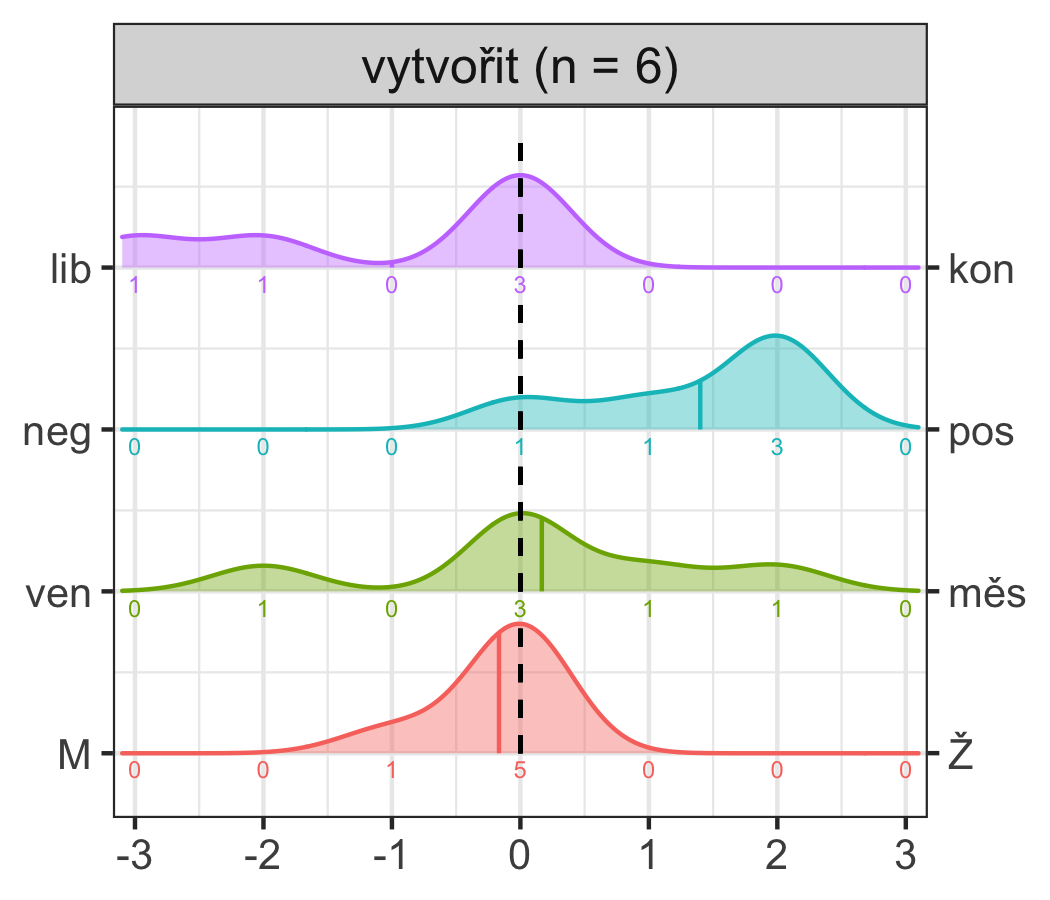 vytvořit (n = 6)
lib kon
1 1 0 3 0 0 0
neg pos
0 0 0 1 1 3 0
ven měs
0 1 0 3 1 1 0
M Ž
0 0 1 5 0 0 0
-3 -2 -1 0 1 2 3